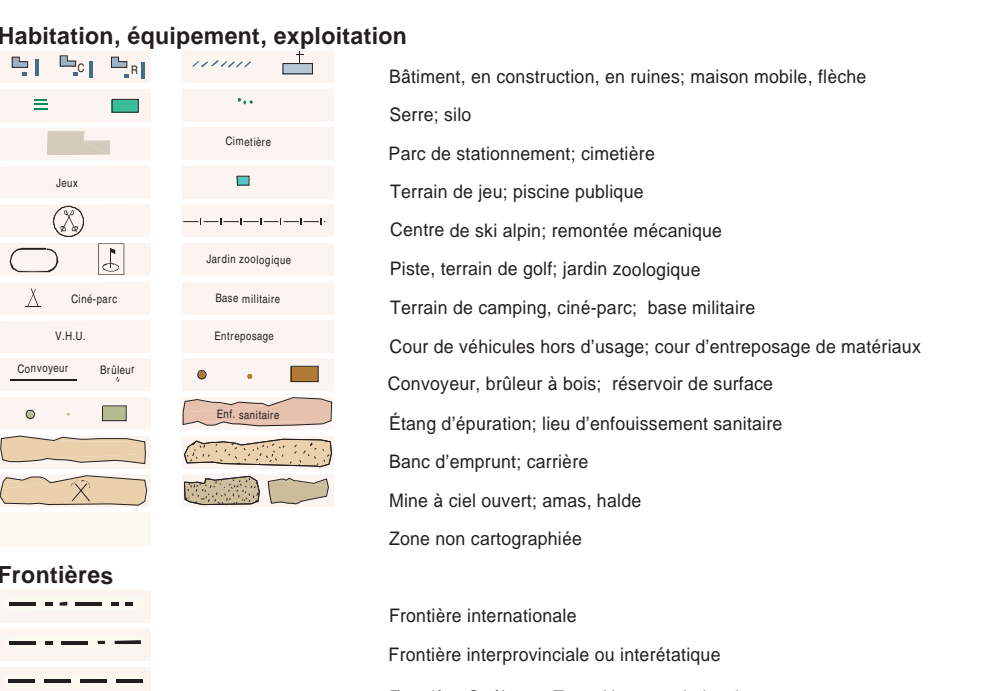 Habitation, équipement, exploitation
C R Bâtiment, en construction, en ruines; maison mobile, flèche
Serre; silo
Cimetière Parc de stationnement; cimetière
Jeux Terrain de jeu; piscine publique
Centre de ski alpin; remontée mécanique
Jardin zoologique Piste, terrain de golf; jardin zoologique
Ciné-parc Base militaire Terrain de camping, ciné-parc; base militaire
V.H.U. Entreposage Cour de véhicules hors d'usage; cour d'entreposage de matériaux
Convoyeur Brûleur Convoyeur, brûleur à bois; réservoir de surface
Enf. sanitaire Étang d'épuration; lieu d'enfouissement sanitaire
Banc d'emprunt; carrière
Mine à ciel ouvert; amas, halde
Zone non cartographiée
Frontières
Frontière internationale
Frontière interprovinciale ou interétatique